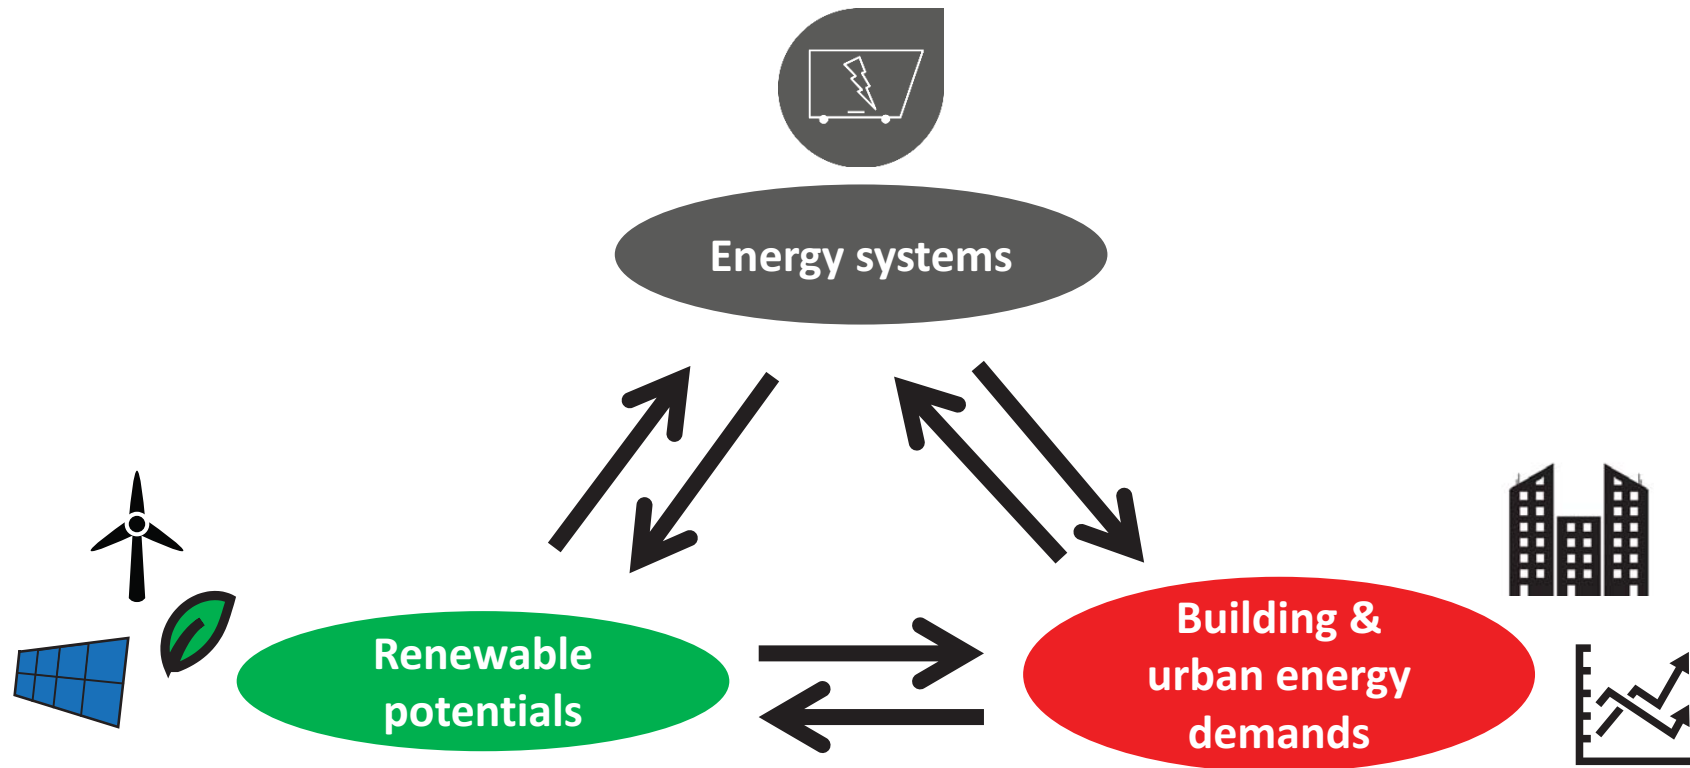 Energy systems
Renewable
potentials
Building &
urban energy
demands